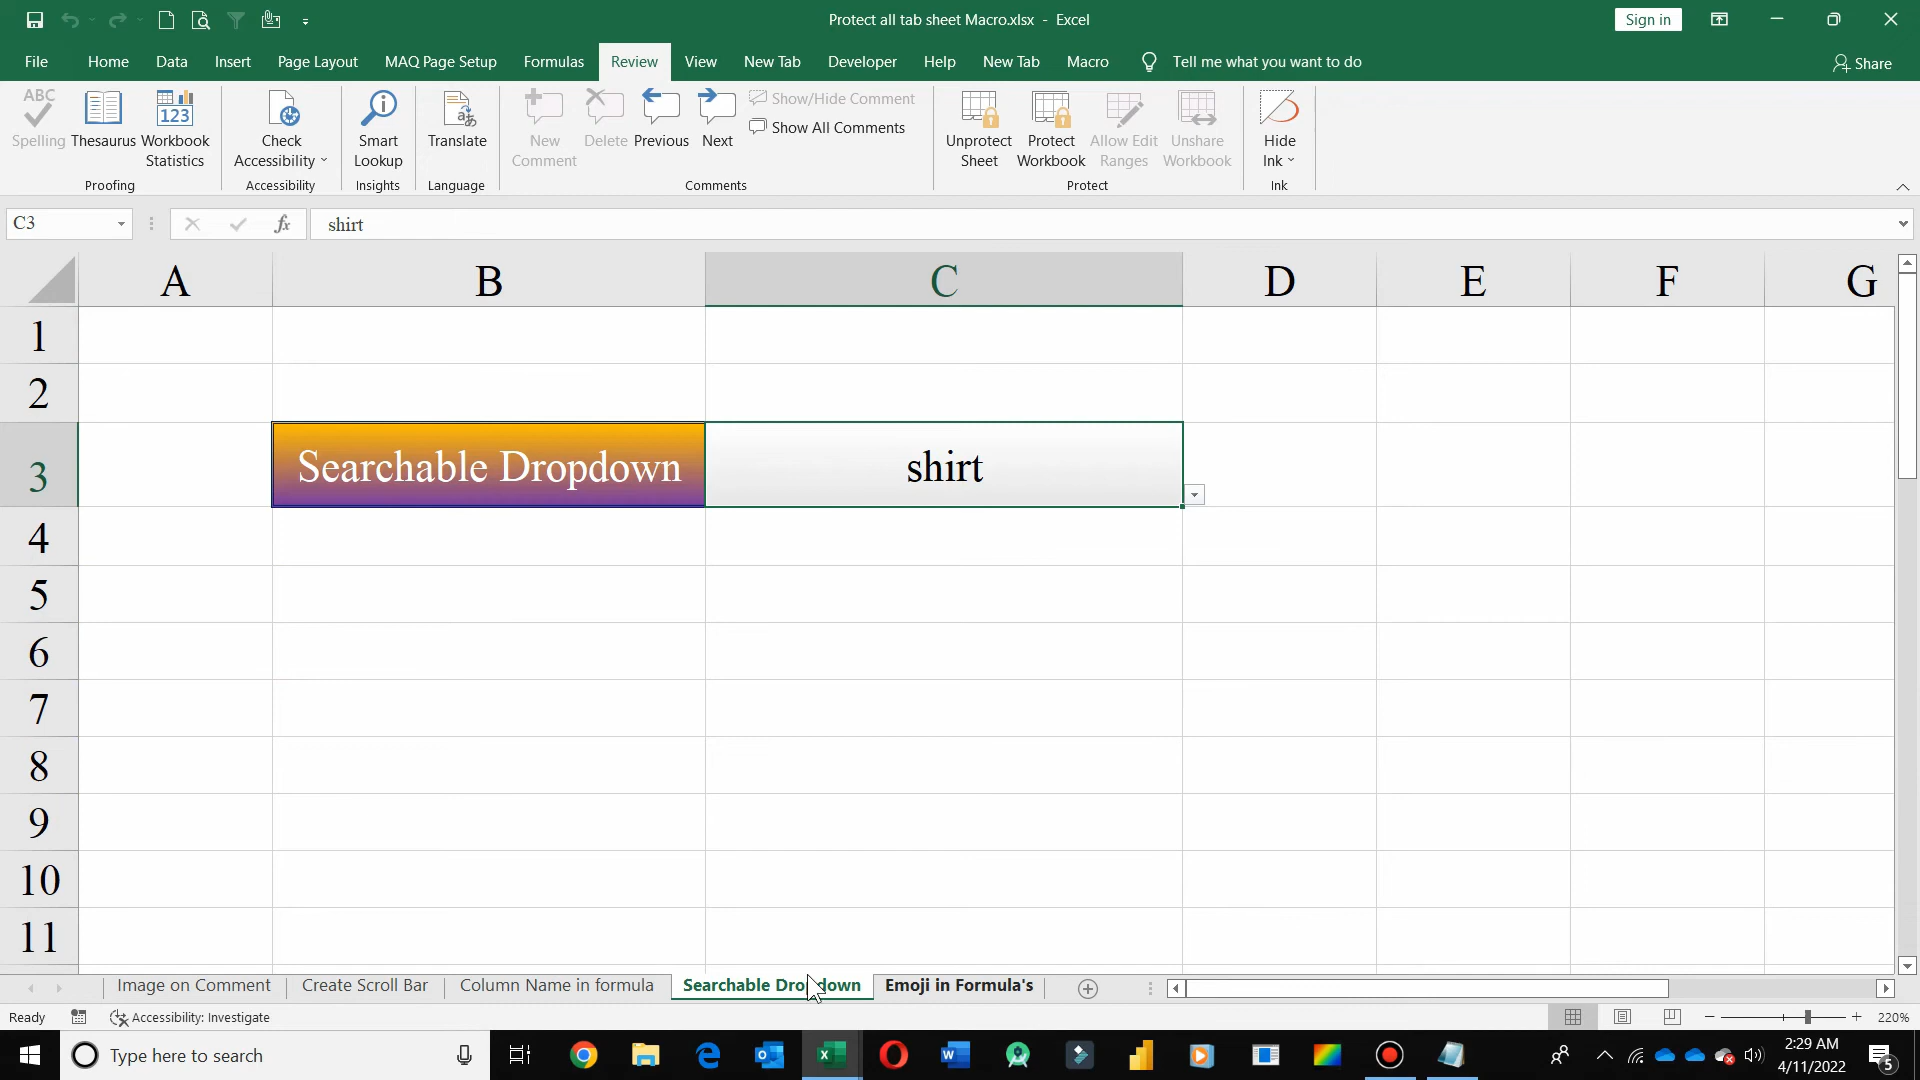 Protect all tab sheet Macro.xlsx - Excel
Sign in
File Home Data Insert Page Layout MAQ Page Setup Formulas Review View New Tab Developer Help New Tab Macro Tell me what you want to do Share
ABC
123
Spelling Thesaurus Workbook Statistics
Check Accessibility
Smart Lookup
Translate
New Comment Delete Previous Next
Show/Hide Comment
Show All Comments
Unprotect Sheet Protect Workbook Allow Edit Ranges Unshare Workbook
Hide Ink
Proofing Accessibility Insights Language Comments Protect Ink
C3 fx shirt
A B C D E F G
1
2
3 Searchable Dropdown shirt
4
5
6
7
8
9
10
11
Image on Comment Create Scroll Bar Column Name in formula Searchable Dropdown Emoji in Formula's
Ready Accessibility: Investigate 220%
Type here to search
2:29 AM
4/11/2022
5